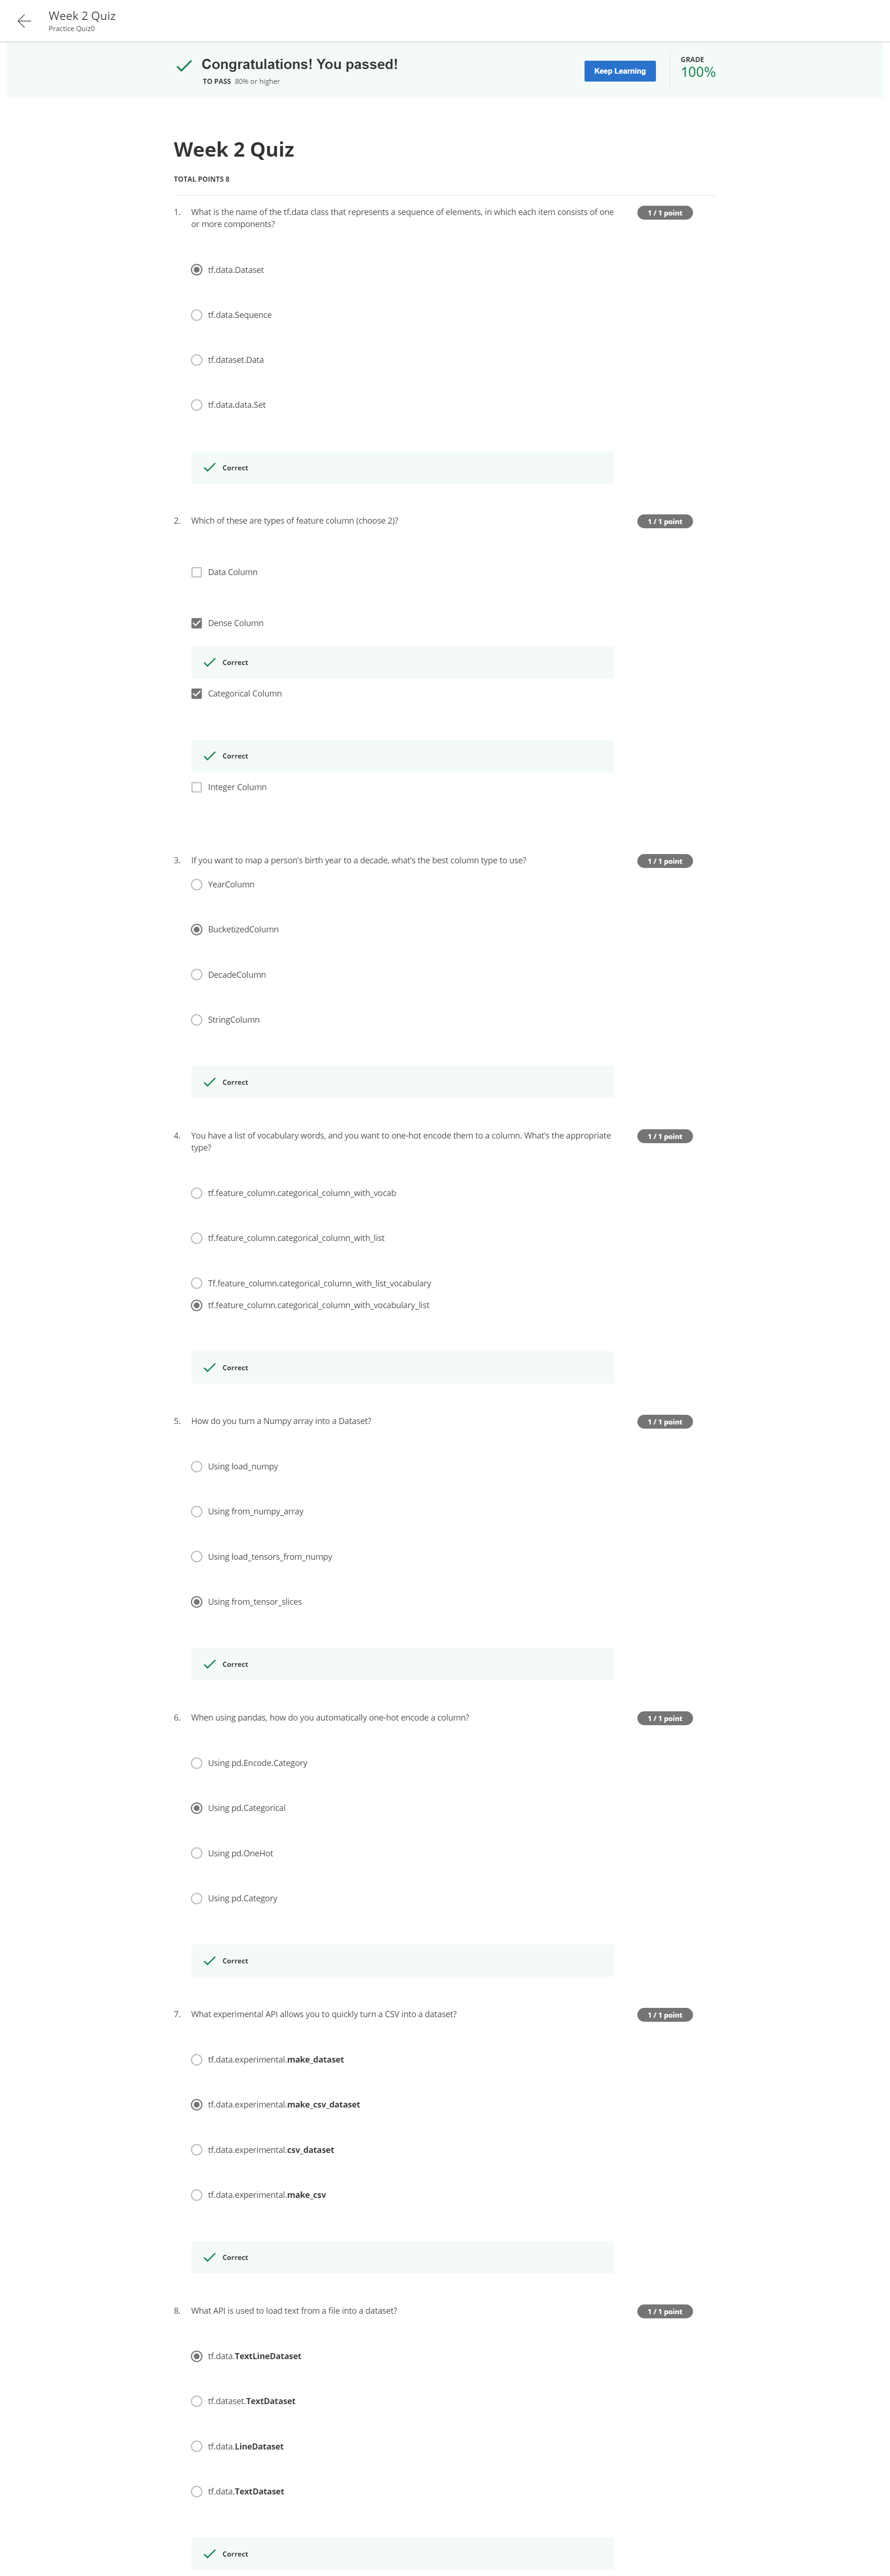 Week 2 Quiz
Practice Quiz0
Congratulations! You passed!
TO PASS 80% or higher
Keep Learning
GRADE
100%
Week 2 Quiz
TOTAL POINTS 8
1. What is the name of the tf.data class that represents a sequence of elements, in which each item consists of one
or more components?
1 / 1 point
tf.data.Dataset
tf.data.Sequence
tf.dataset.Data
tf.data.data.Set
Correct
2. Which of these are types of feature column (choose 2)?
1 / 1 point
Data Column
Dense Column
Correct
Categorical Column
Correct
Integer Column
3. If you want to map a person's birth year to a decade, what's the best column type to use?
1 / 1 point
YearColumn
BucketizedColumn
DecadeColumn
StringColumn
Correct
4. You have a list of vocabulary words, and you want to one-hot encode them to a column. What's the appropriate
type?
1 / 1 point
tf.feature_column.categorical_column_with_vocab
tf.feature_column.categorical_column_with_list
Tf.feature_column.categorical_column_with_list_vocabulary
tf.feature_column.categorical_column_with_vocabulary_list
Correct
5. How do you turn a Numpy array into a Dataset?
1 / 1 point
Using load_numpy
Using from_numpy_array
Using load_tensors_from_numpy
Using from_tensor_slices
Correct
6. When using pandas, how do you automatically one-hot encode a column?
1 / 1 point
Using pd.Encode.Category
Using pd.Categorical
Using pd.OneHot
Using pd.Category
Correct
7. What experimental API allows you to quickly turn a CSV into a dataset?
1 / 1 point
tf.data.experimental.make_dataset
tf.data.experimental.make_csv_dataset
tf.data.experimental.csv_dataset
tf.data.experimental.make_csv
Correct
8. What API is used to load text from a file into a dataset?
1 / 1 point
tf.data.TextLineDataset
tf.dataset.TextDataset
tf.data.LineDataset
tf.data.TextDataset
Correct